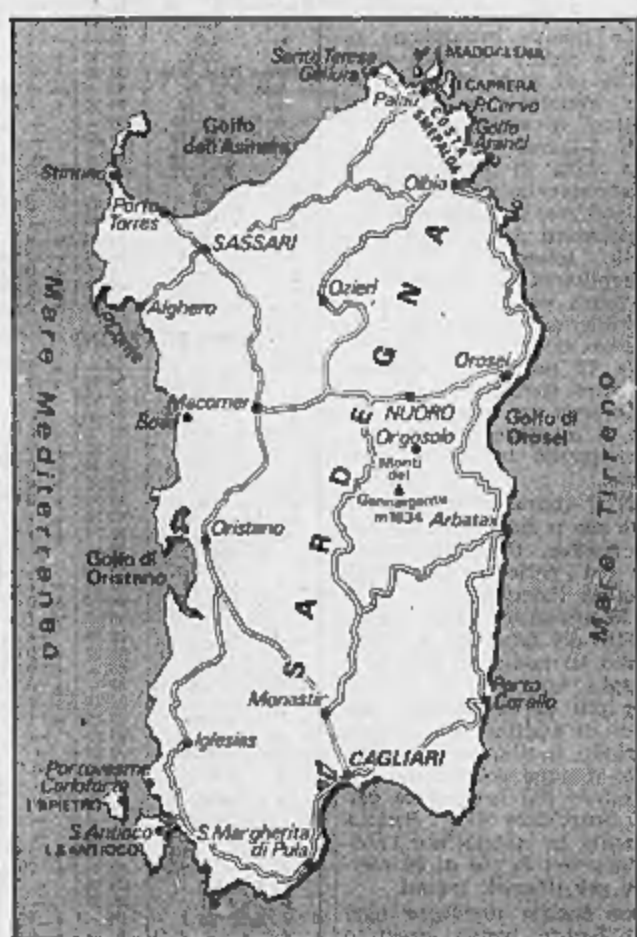 Santa Teresa
Gallura
MADDALENA
I. CAPRERA
Palau
P. Cervo
COSTA
SMERALDA
Golfo
Aranci
Golfo
dell'Asinara
Stintino
Olbia
Porto
Torres
SASSARI
Ozieri
Alghero
Mare Mediterraneo
SARDEGNA
Orosei
Macomer
Bosa
NUORO
Golfo di
Orosei
Orgosolo
Monti
del
Gennargentu
m 1834
Arbatax
Mare Tirreno
Oristano
Golfo di
Oristano
Monastir
Porto
Corallo
Iglesias
CAGLIARI
Portovesme
Carloforte
I. S. PIETRO
S. Antioco
I. S. ANTIOCO
S. Margherita
di Pula